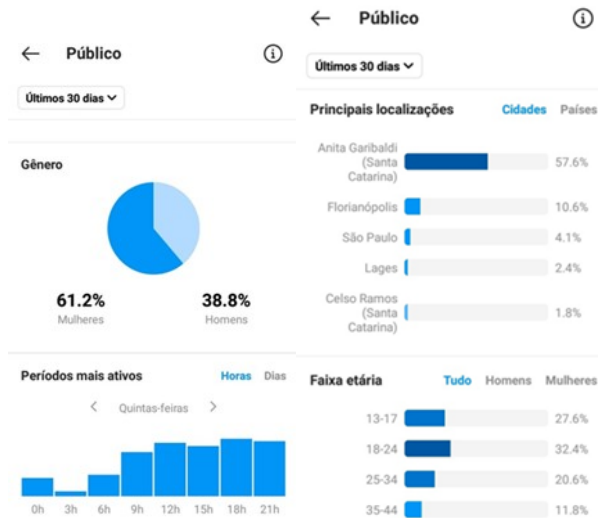 Público
Últimos 30 dias
Gênero
61.2%
38.8%
Mulheres
Homens
Períodos mais ativos
Horas
Dias
Quintas-feiras
0h
3h
6h
9h
12h
15h
18h
21h
Público
Últimos 30 dias
Principais localizações
Cidades
Países
Anita Garibaldi
(Santa
Catarina)
57.6%
Florianópolis
10.6%
São Paulo
4.1%
Lages
2.4%
Celso Ramos
(Santa
Catarina)
1.8%
Faixa etária
Tudo
Homens
Mulheres
13-17
27.6%
18-24
32.4%
25-34
20.6%
35-44
11.8%